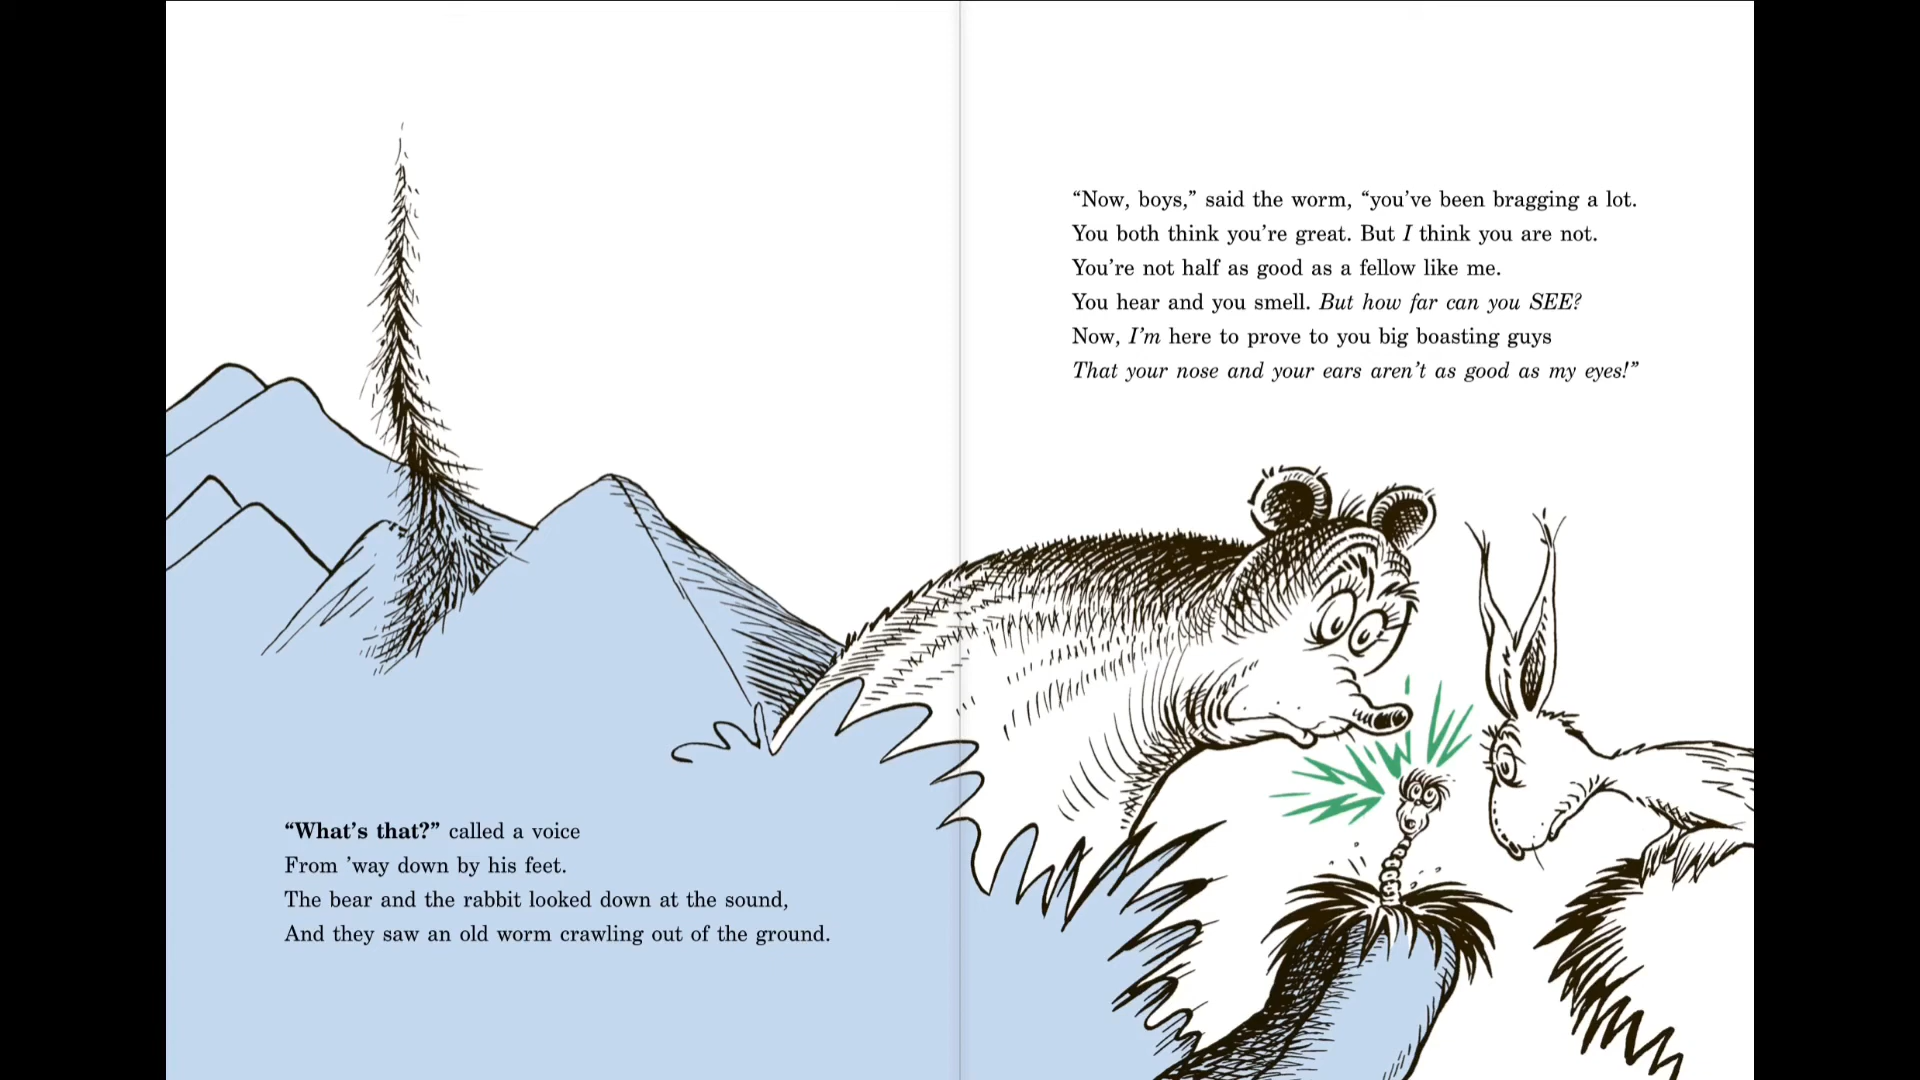 “What’s that?” called a voice
From ’way down by his feet.
The bear and the rabbit looked down at the sound,
And they saw an old worm crawling out of the ground.
“Now, boys,” said the worm, “you’ve been bragging a lot.
You both think you’re great. But I think you are not.
You’re not half as good as a fellow like me.
You hear and you smell. But how far can you SEE?
Now, I’m here to prove to you big boasting guys
That your nose and your ears aren’t as good as my eyes!”